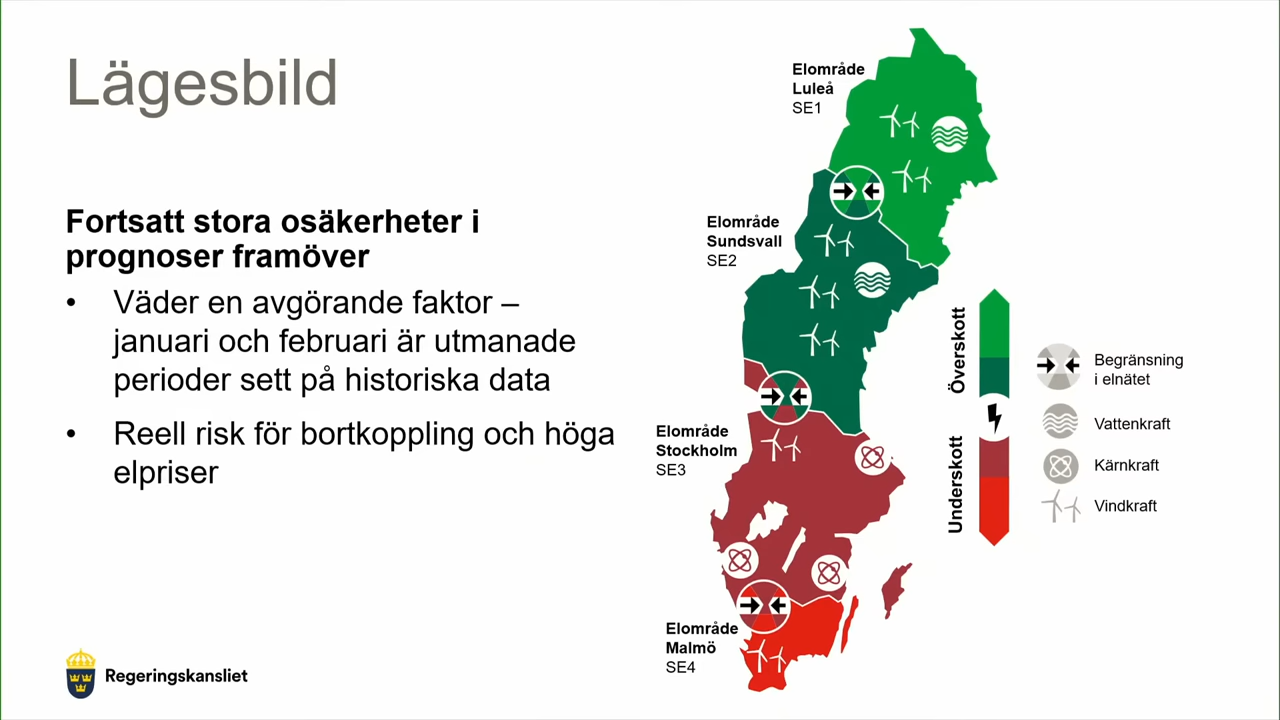 Lägesbild
Fortsatt stora osäkerheter i
prognoser framöver
• Väder en avgörande faktor –
januari och februari är utmanade
perioder sett på historiska data
• Reell risk för bortkoppling och höga
elpriser
Regeringskansliet
Elområde
Luleå
SE1
Elområde
Sundsvall
SE2
Elområde
Stockholm
SE3
Elområde
Malmö
SE4
Överskott
Underskott
Begränsning
i elnätet
Vattenkraft
Kärnkraft
Vindkraft